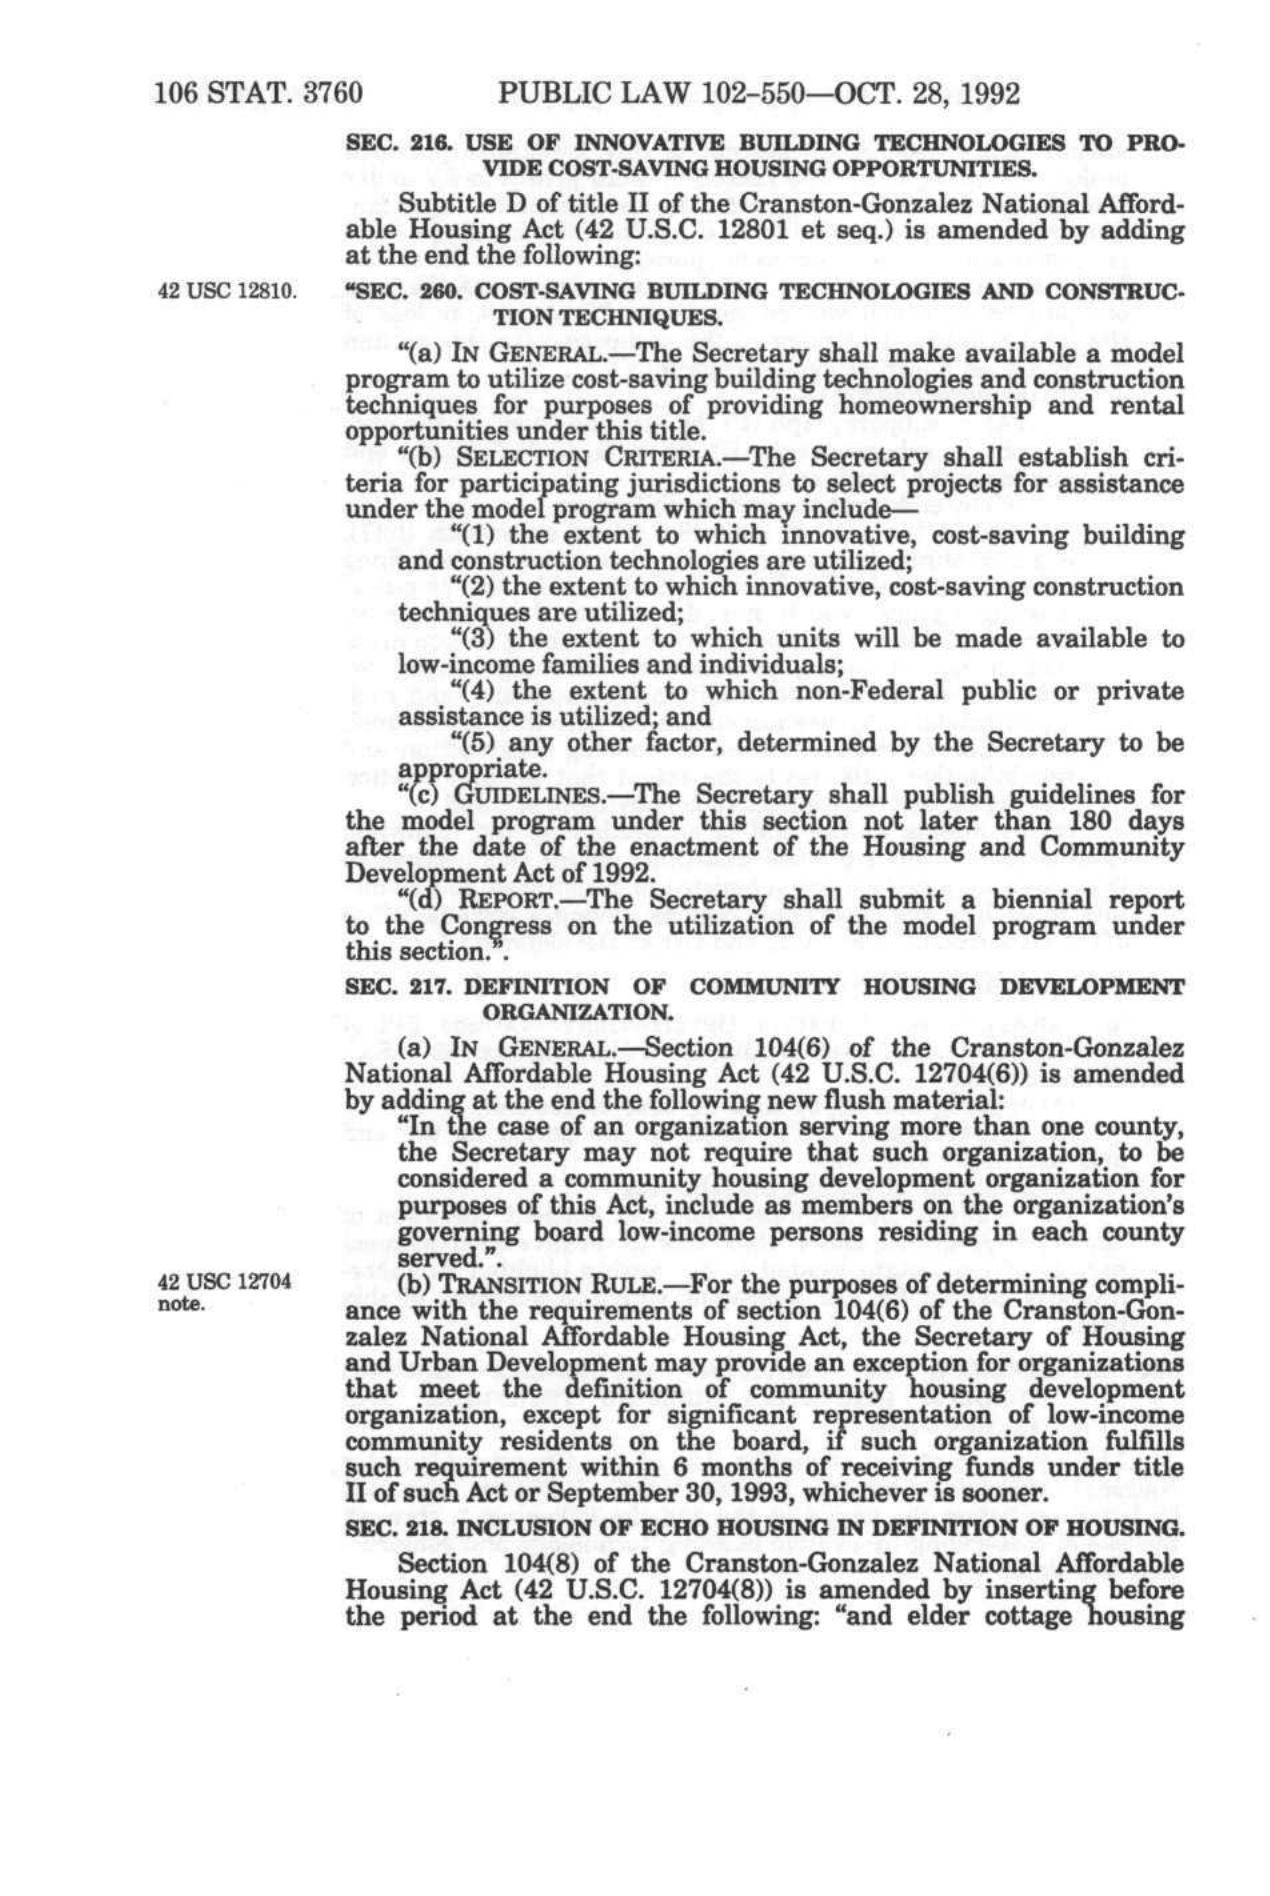 106 STAT. 3760 PUBLIC LAW 102–550—OCT. 28, 1992
SEC. 216. USE OF INNOVATIVE BUILDING TECHNOLOGIES TO PRO-
VIDE COST-SAVING HOUSING OPPORTUNITIES.
Subtitle D of title II of the Cranston-Gonzalez National Afford-
able Housing Act (42 U.S.C. 12801 et seq.) is amended by adding
at the end the following:
42 USC 12810.
“SEC. 260. COST-SAVING BUILDING TECHNOLOGIES AND CONSTRUC-
TION TECHNIQUES.
“(a) IN GENERAL.—The Secretary shall make available a model
program to utilize cost-saving building technologies and construction
techniques for purposes of providing homeownership and rental
opportunities under this title.
“(b) SELECTION CRITERIA.—The Secretary shall establish cri-
teria for participating jurisdictions to select projects for assistance
under the model program which may include—
“(1) the extent to which innovative, cost-saving building
and construction technologies are utilized;
“(2) the extent to which innovative, cost-saving construction
techniques are utilized;
“(3) the extent to which units will be made available to
low-income families and individuals;
“(4) the extent to which non-Federal public or private
assistance is utilized; and
“(5) any other factor, determined by the Secretary to be
appropriate.
“(c) GUIDELINES.—The Secretary shall publish guidelines for
the model program under this section not later than 180 days
after the date of the enactment of the Housing and Community
Development Act of 1992.
“(d) REPORT.—The Secretary shall submit a biennial report
to the Congress on the utilization of the model program under
this section.”.
SEC. 217. DEFINITION OF COMMUNITY HOUSING DEVELOPMENT
ORGANIZATION.
(a) IN GENERAL.—Section 104(6) of the Cranston-Gonzalez
National Affordable Housing Act (42 U.S.C. 12704(6)) is amended
by adding at the end the following new flush material:
“In the case of an organization serving more than one county,
the Secretary may not require that such organization, to be
considered a community housing development organization for
purposes of this Act, include as members on the organization's
governing board low-income persons residing in each county
served.”.
42 USC 12704
note.
(b) TRANSITION RULE.—For the purposes of determining compli-
ance with the requirements of section 104(6) of the Cranston-Gon-
zalez National Affordable Housing Act, the Secretary of Housing
and Urban Development may provide an exception for organizations
that meet the definition of community housing development
organization, except for significant representation of low-income
community residents on the board, if such organization fulfills
such requirement within 6 months of receiving funds under title
II of such Act or September 30, 1993, whichever is sooner.
SEC. 218. INCLUSION OF ECHO HOUSING IN DEFINITION OF HOUSING.
Section 104(8) of the Cranston-Gonzalez National Affordable
Housing Act (42 U.S.C. 12704(8)) is amended by inserting before
the period at the end the following: “and elder cottage housing